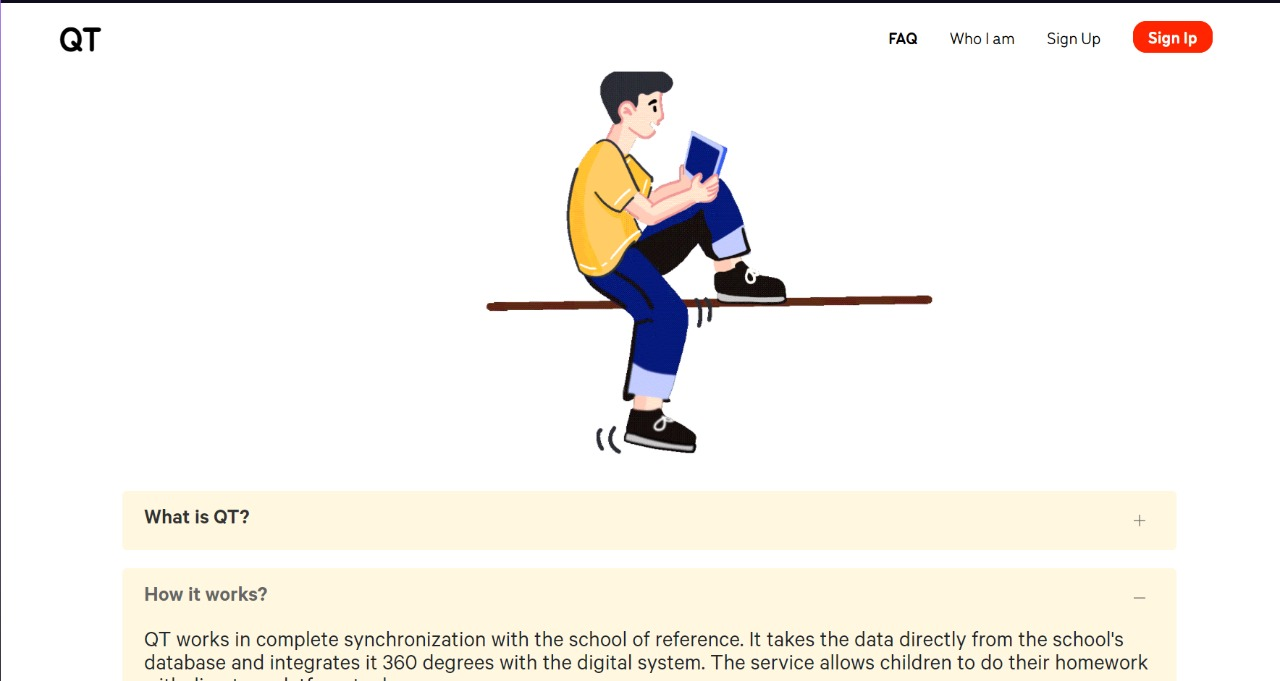 QT
FAQ Who I am Sign Up Sign Ip
What is QT?
How it works?
QT works in complete synchronization with the school of reference. It takes the data directly from the school's
database and integrates it 360 degrees with the digital system. The service allows children to do their homework